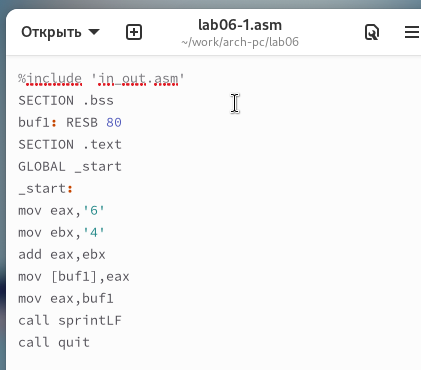 Открыть
lab06-1.asm
~/work/arch-pc/lab06
%include 'in_out.asm'
SECTION .bss
buf1: RESB 80
SECTION .text
GLOBAL _start
_start:
mov eax,'6'
mov ebx,'4'
add eax,ebx
mov [buf1],eax
mov eax,buf1
call sprintLF
call quit